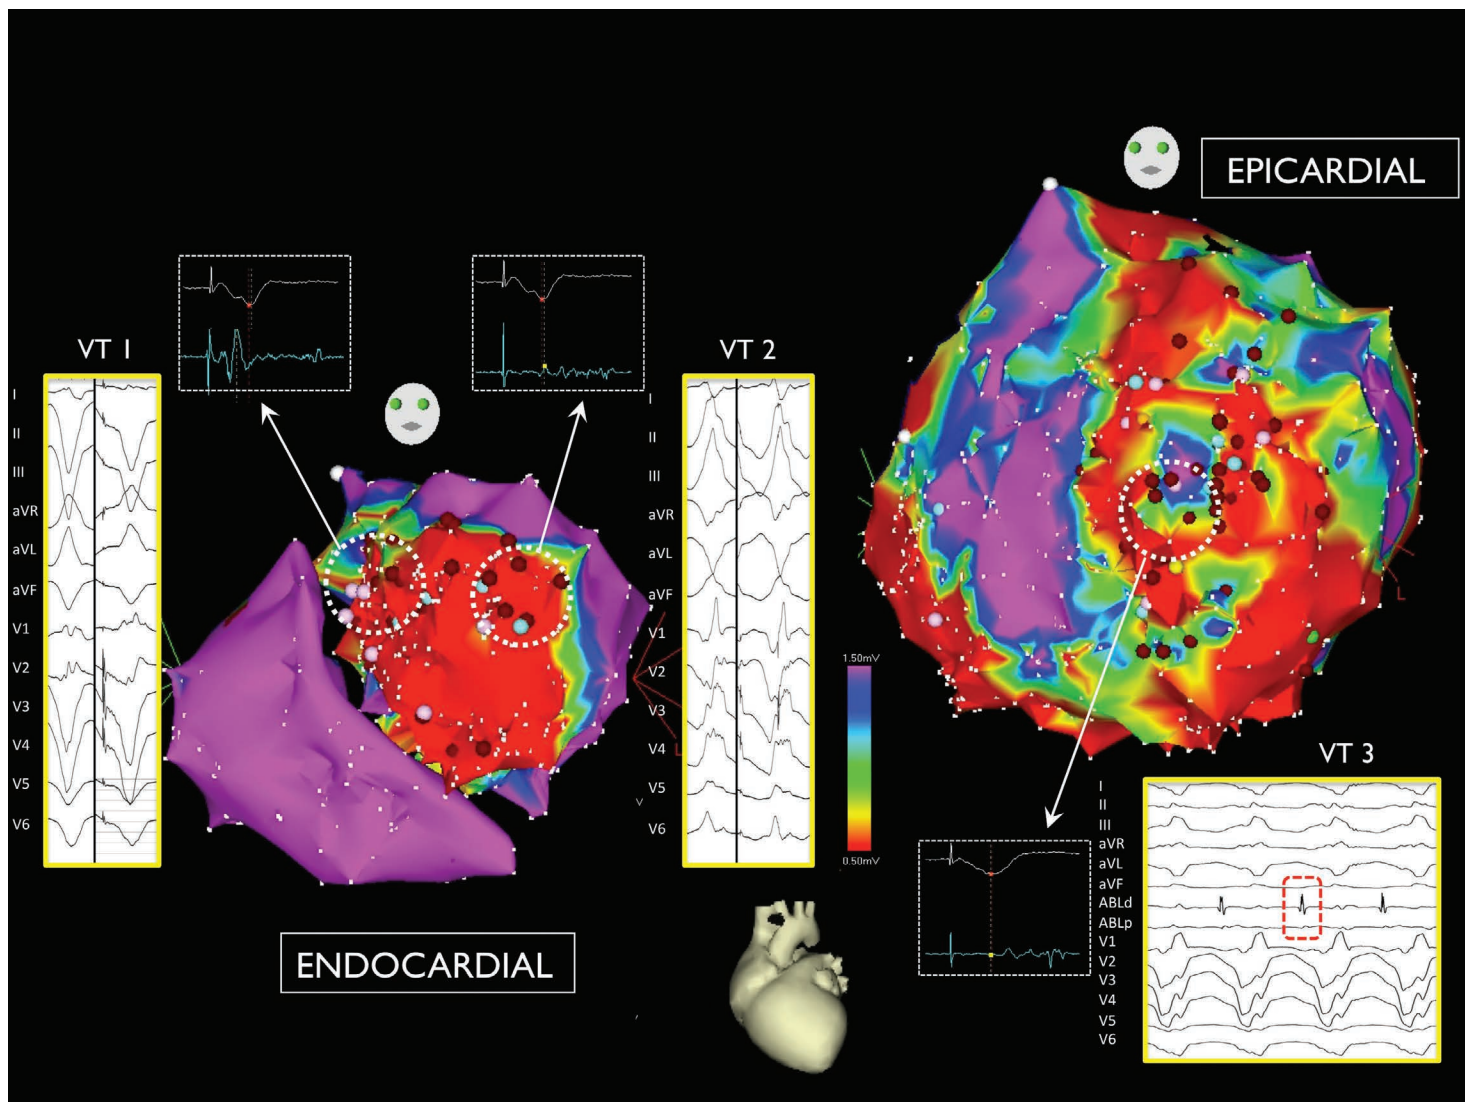 EPICARDIAL
VT 1
I
II
III
aVR
aVL
aVF
V1
V2
V3
V4
V5
V6
VT 2
I
II
III
aVR
aVL
aVF
V1
V2
V3
V4
V5
V6
1.50mV
0.50mV
L
L
ENDOCARDIAL
VT 3
I
II
III
aVR
aVL
aVF
ABLd
ABLp
V1
V2
V3
V4
V5
V6